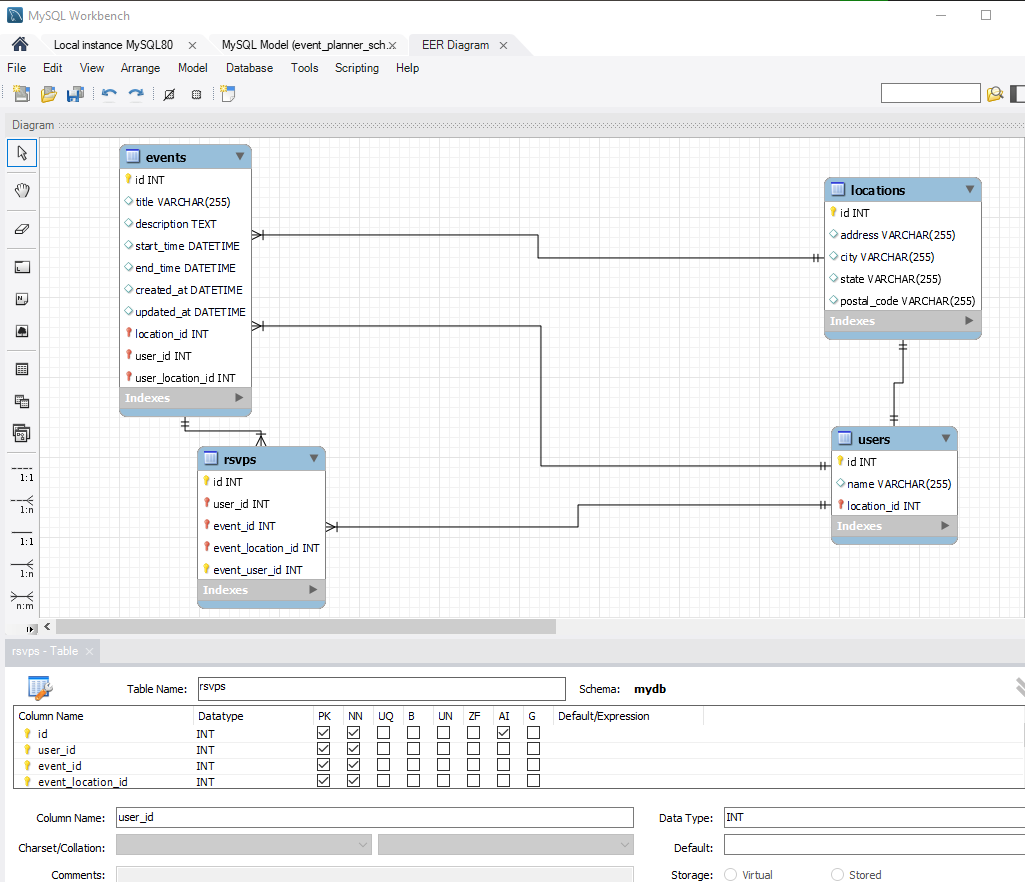 MySQL Workbench
Local instance MySQL80 × MySQL Model (event_planner_sch. × EER Diagram ×
File Edit View Arrange Model Database Tools Scripting Help
Diagram
events
id INT
title VARCHAR(255)
description TEXT
start_time DATETIME
end_time DATETIME
created_at DATETIME
updated_at DATETIME
location_id INT
user_id INT
user_location_id INT
Indexes
locations
id INT
address VARCHAR(255)
city VARCHAR(255)
state VARCHAR(255)
postal_code VARCHAR(255)
Indexes
rsvps
id INT
user_id INT
event_id INT
event_location_id INT
event_user_id INT
Indexes
users
id INT
name VARCHAR(255)
location_id INT
Indexes
1:1
1:n
1:1
1:n
n:m
rsvps - Table ×
Table Name: rsvps Schema: mydb
Column Name Datatype PK NN UQ B UN ZF AI G Default/Expression
id INT
user_id INT
event_id INT
event_location_id INT
Column Name: user_id Data Type: INT
Charset/Collation: Default:
Comments: Storage: Virtual Stored